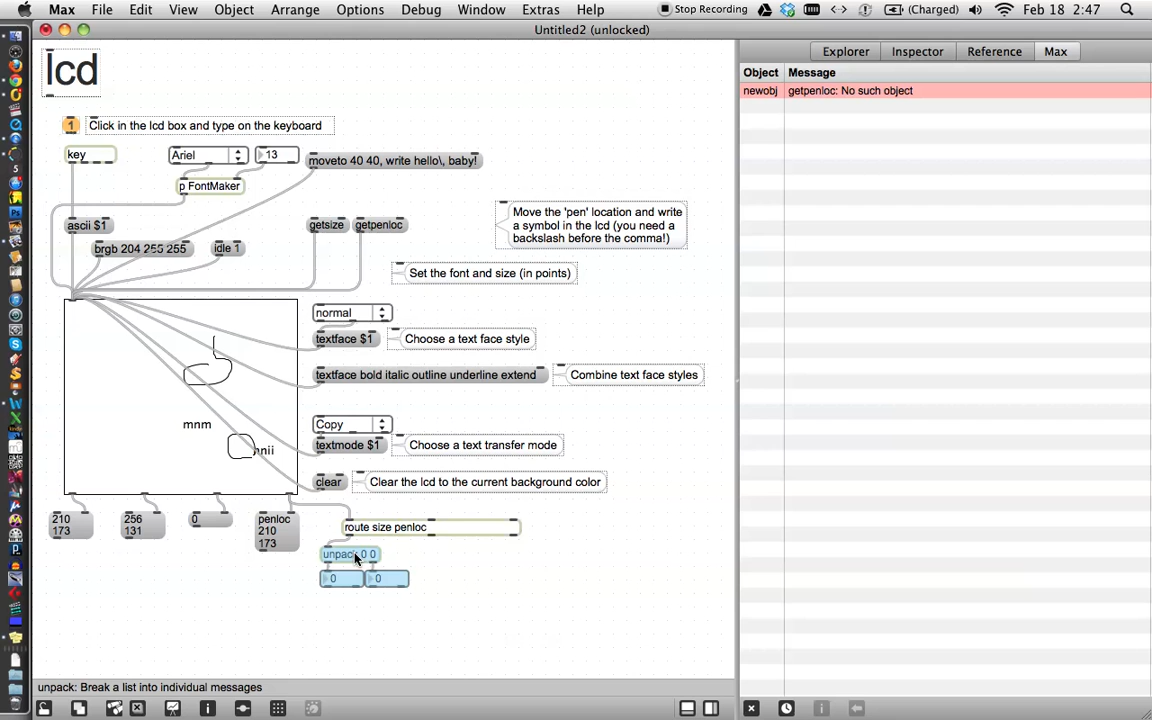 Max File Edit View Object Arrange Options Debug Window Extras Help Stop Recording (Charged) Feb 18 2:47
Untitled2 (unlocked)
lcd
Explorer Inspector Reference Max
Object Message
newobj getpenloc: No such object
1 Click in the lcd box and type on the keyboard
key Ariel 13 moveto 40 40, write hello\, baby!
p FontMaker
ascii $1 getsize getpenloc
Move the 'pen' location and write
a symbol in the lcd (you need a
backslash before the comma!)
brgb 204 255 255 idle 1
Set the font and size (in points)
normal
textface $1 Choose a text face style
textface bold italic outline underline extend Combine text face styles
mnm
Copy
textmode $1 Choose a text transfer mode
nnii
clear Clear the lcd to the current background color
210
173
256
131
0
penloc
210
173
route size penloc
unpack 0 0
0 0
unpack: Break a list into individual messages